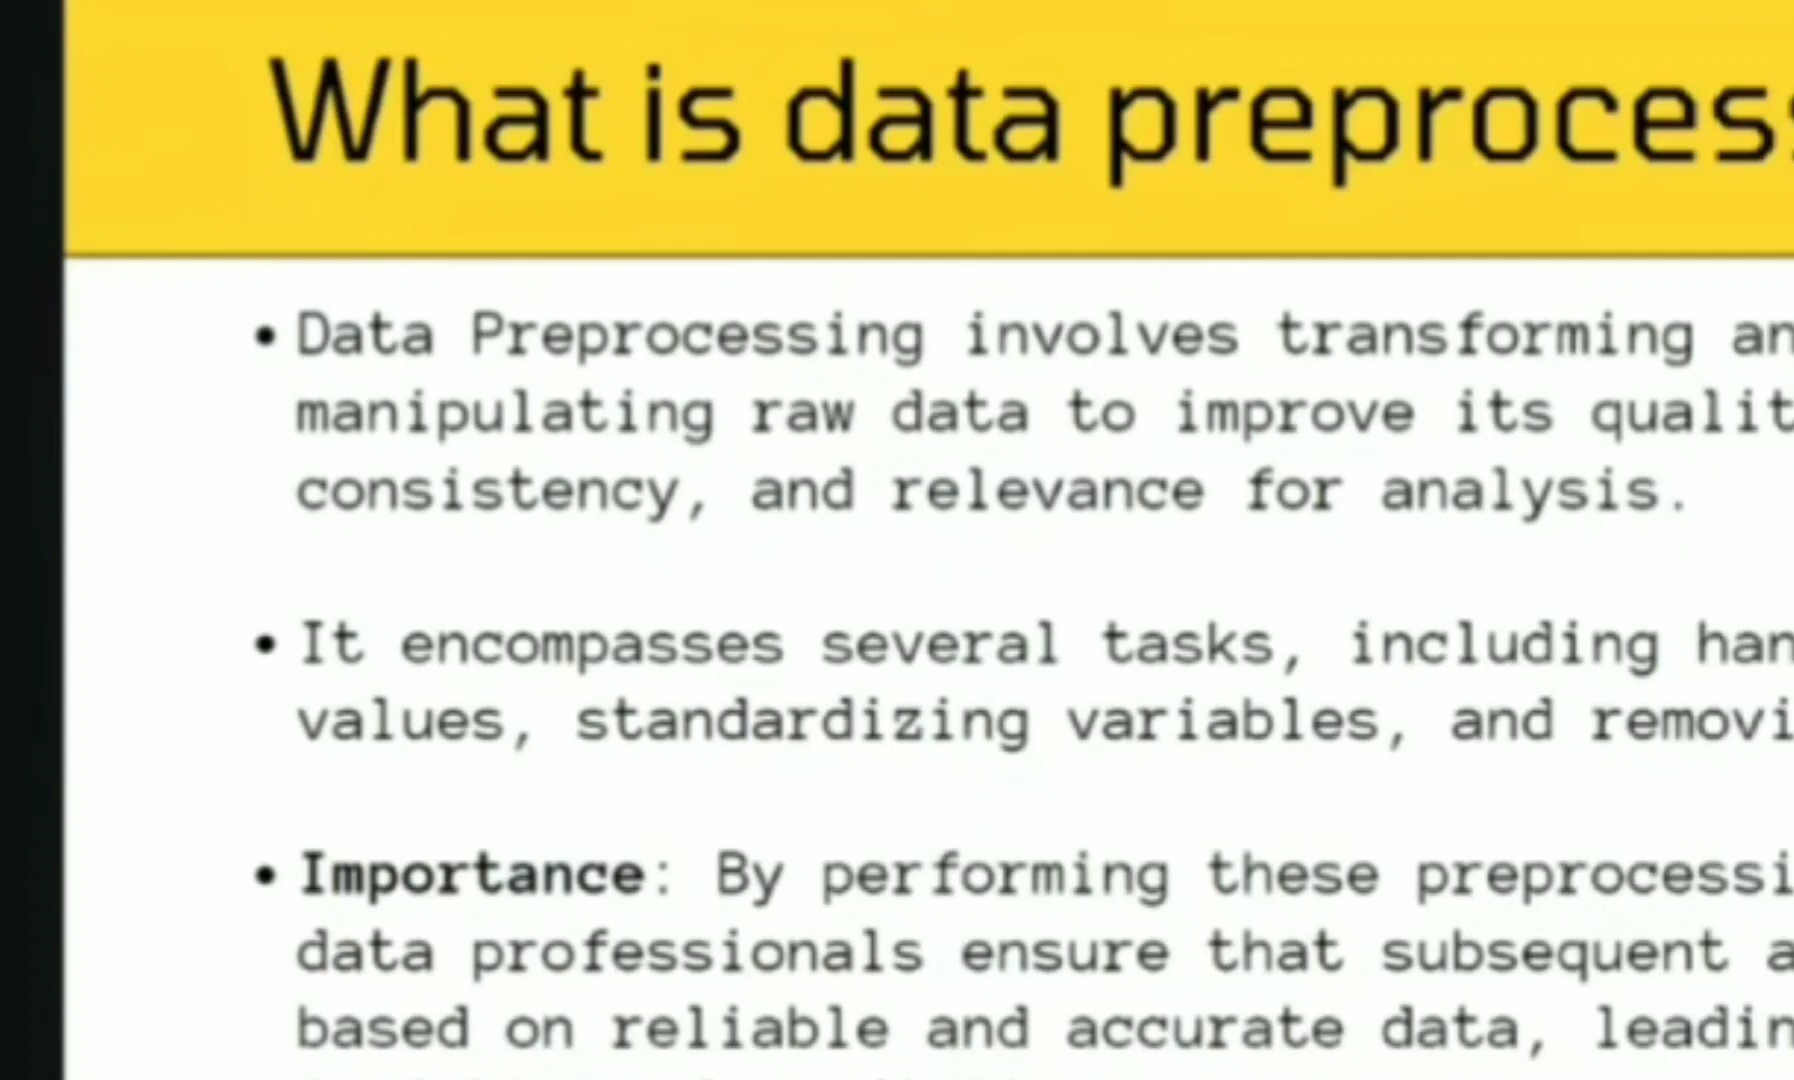 What is data preprocess
• Data Preprocessing involves transforming an
manipulating raw data to improve its qualit
consistency, and relevance for analysis.
• It encompasses several tasks, including han
values, standardizing variables, and removi
• Importance: By performing these preprocessi
data professionals ensure that subsequent a
based on reliable and accurate data, leadin